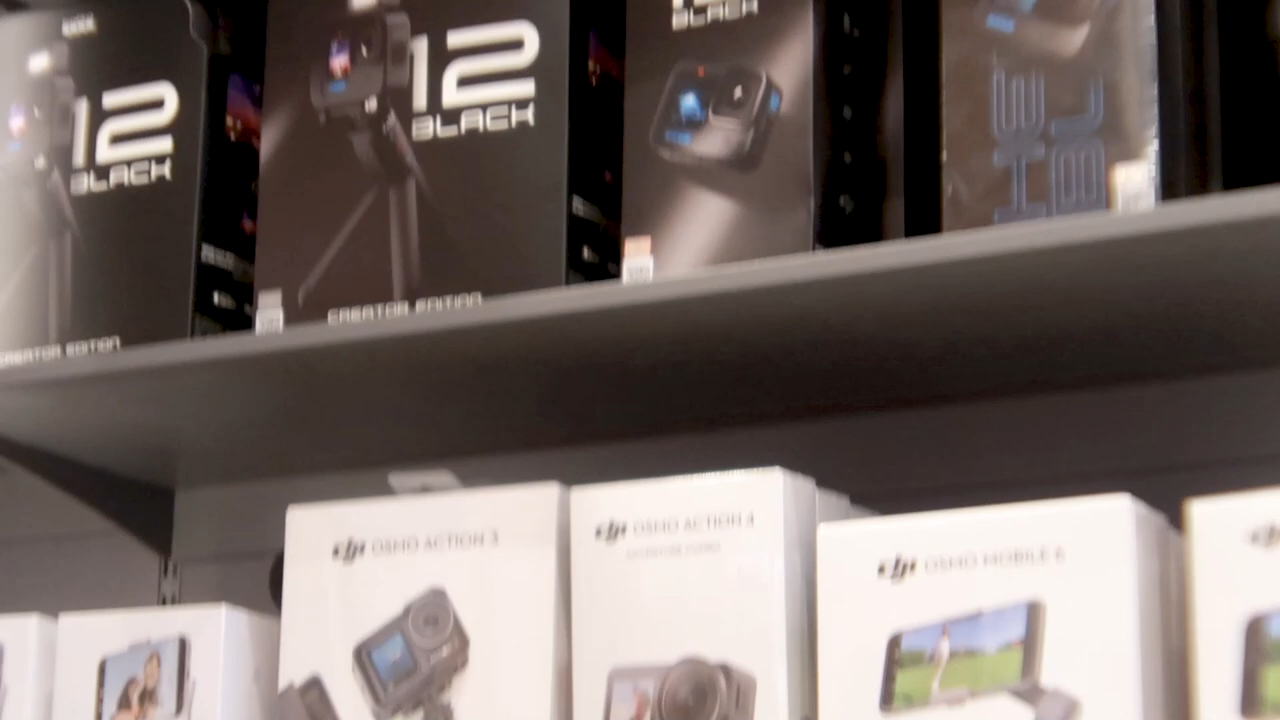 12
BLACK
CREATOR EDITION
12
BLACK
CREATOR EDITION
BLACK
dji OSMO ACTION 3
dji OSMO ACTION 4
dji OSMO MOBILE 6